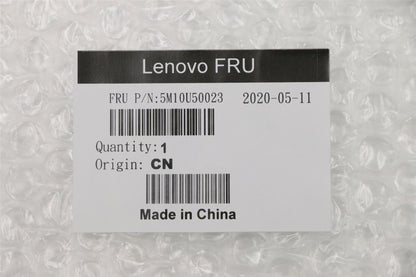 Lenovo FRU
FRU P/N:5M10U50023 2020-05-11
Quantity:1
Origin: CN
Made in China